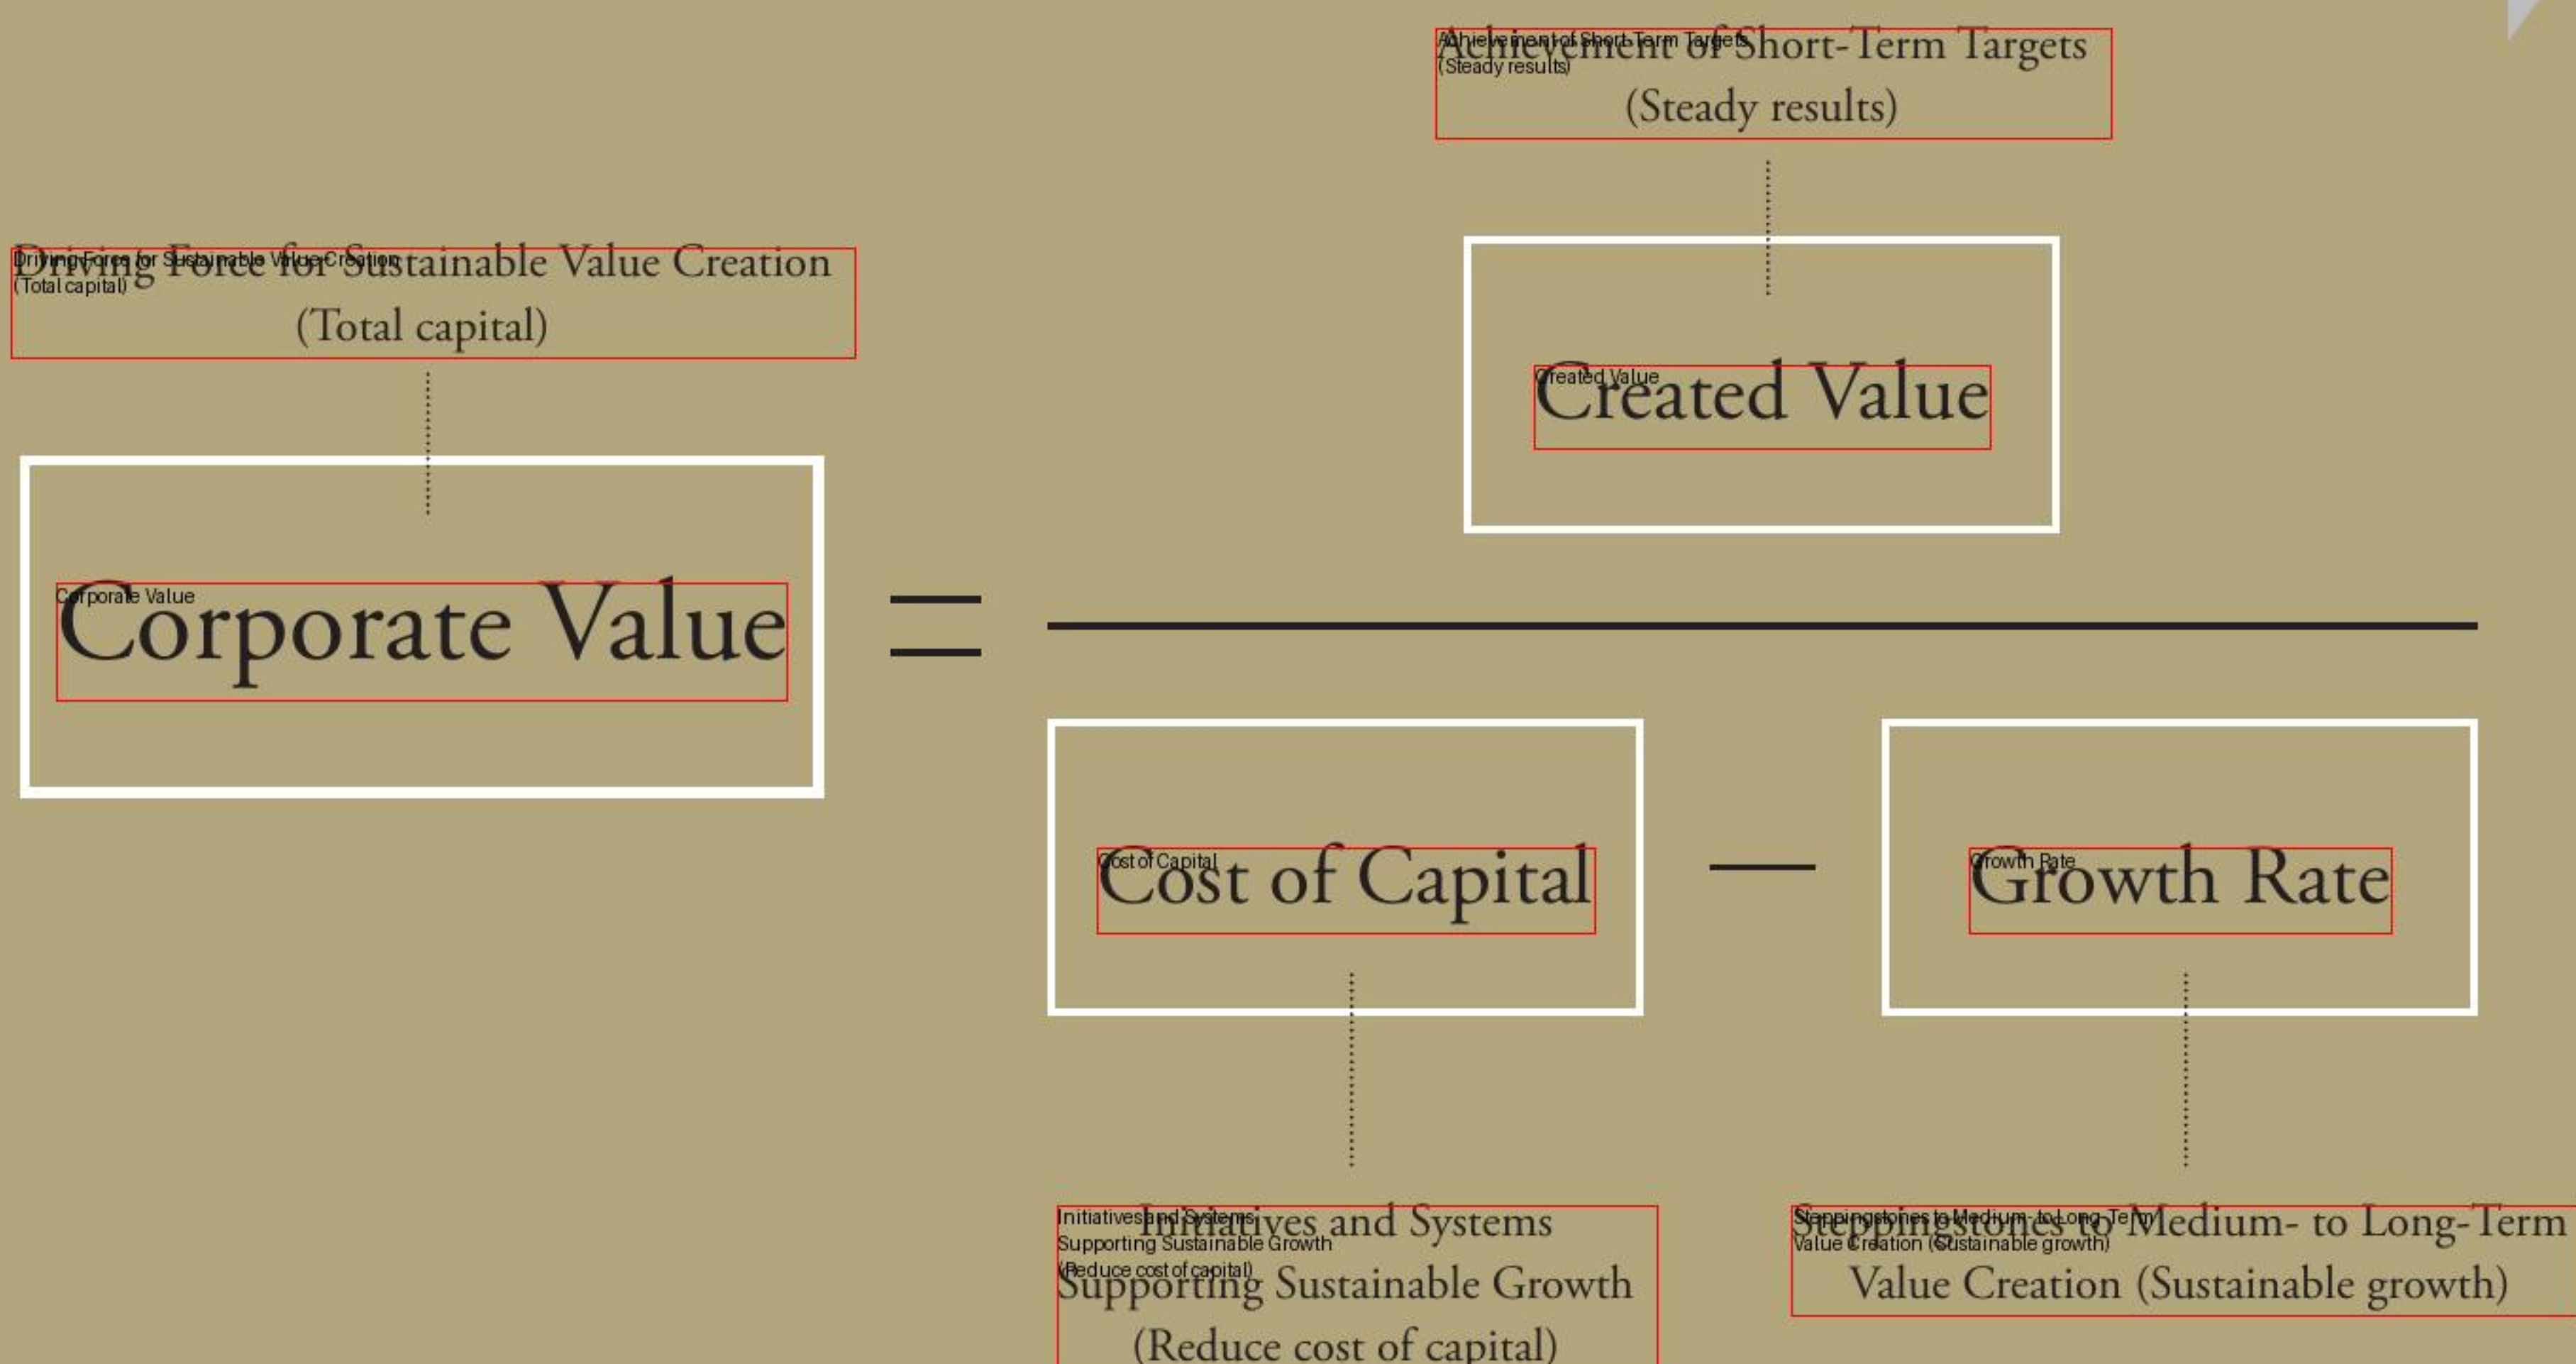 Achievement of Short-Term Targets
(Steady results)
Driving Force for Sustainable Value Creation
(Total capital)
Created Value
Corporate Value
Cost of Capital
Growth Rate
Initiatives and Systems
Supporting Sustainable Growth
(Reduce cost of capital)
Steppingstones to Medium- to Long-Term
Value Creation (Sustainable growth)